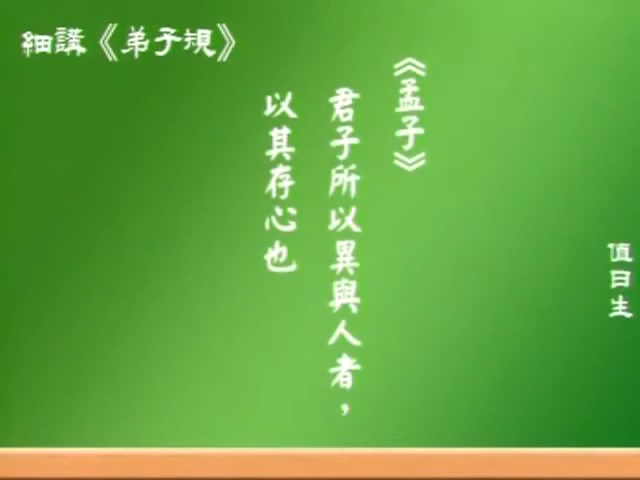 細講《弟子規》
《孟子》
君子所以異與人者，
以其存心也
值日生